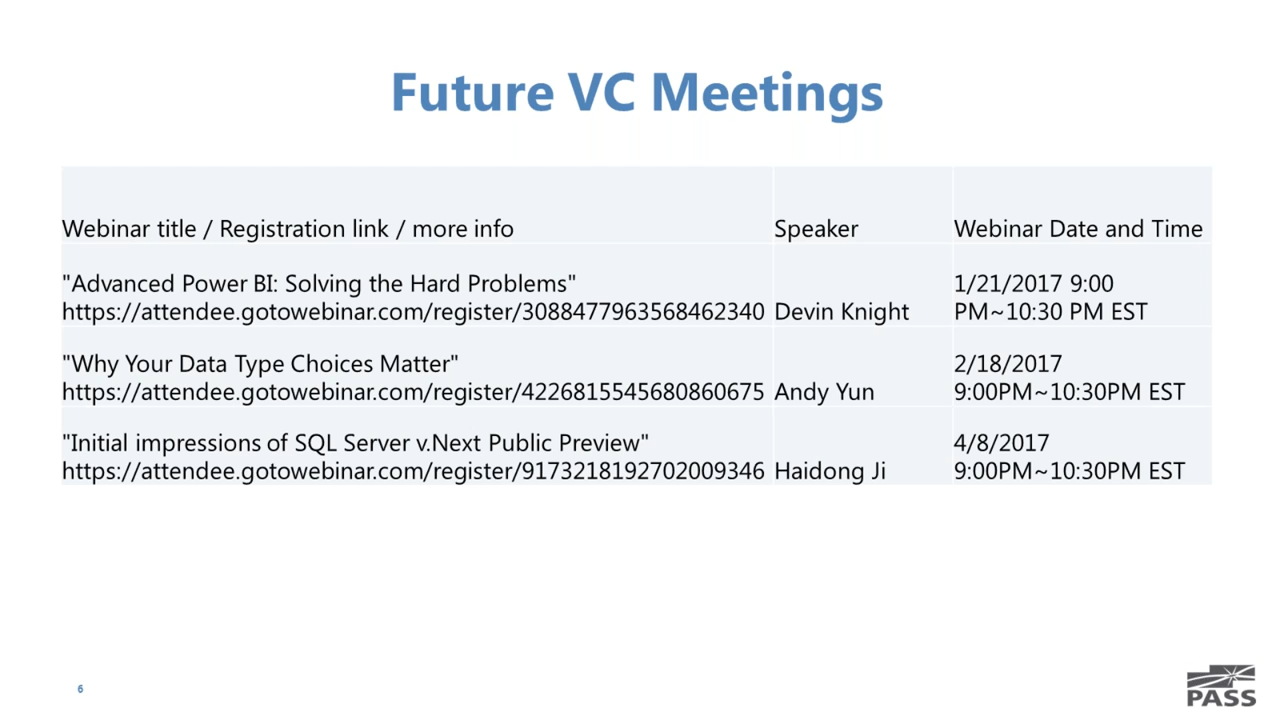 Future VC Meetings
Webinar title / Registration link / more info
Speaker
Webinar Date and Time
"Advanced Power BI: Solving the Hard Problems"
https://attendee.gotowebinar.com/register/3088477963568462340
Devin Knight
1/21/2017 9:00
PM~10:30 PM EST
"Why Your Data Type Choices Matter"
https://attendee.gotowebinar.com/register/4226815545680860675
Andy Yun
2/18/2017
9:00PM~10:30PM EST
"Initial impressions of SQL Server v.Next Public Preview"
https://attendee.gotowebinar.com/register/9173218192702009346
Haidong Ji
4/8/2017
9:00PM~10:30PM EST
6
PASS